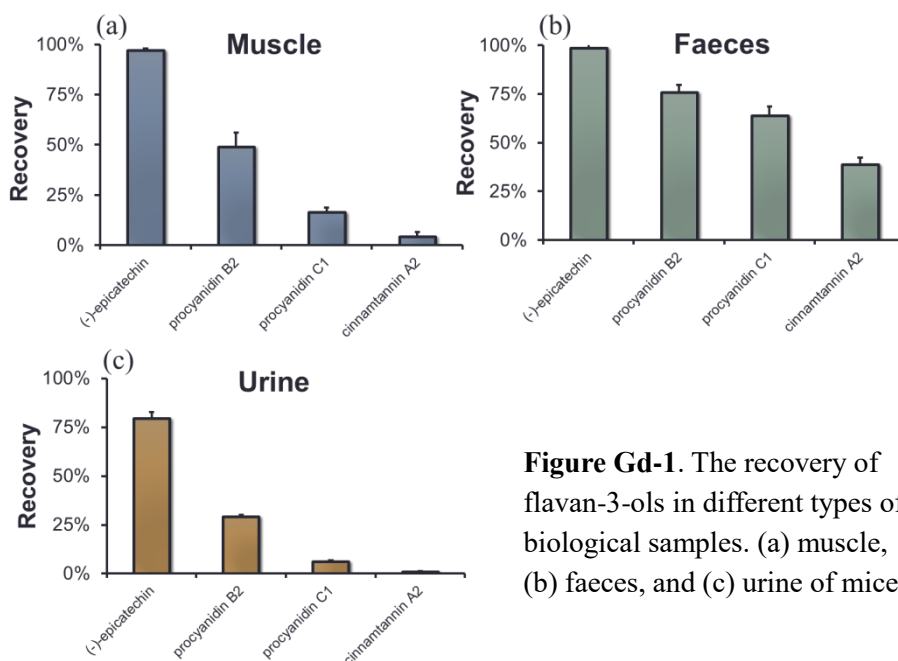 (a)
Muscle
100%
75%
50%
25%
0%
Recovery
(-)-epicatechin
procyanidin B2
procyanidin C1
cinnamtannin A2
(b)
Faeces
100%
75%
50%
25%
0%
Recovery
(-)-epicatechin
procyanidin B2
procyanidin C1
cinnamtannin A2
(c)
Urine
100%
75%
50%
25%
0%
Recovery
(-)-epicatechin
procyanidin B2
procyanidin C1
cinnamtannin A2
Figure Gd-1. The recovery of
flavan-3-ols in different types of
biological samples. (a) muscle,
(b) faeces, and (c) urine of mice